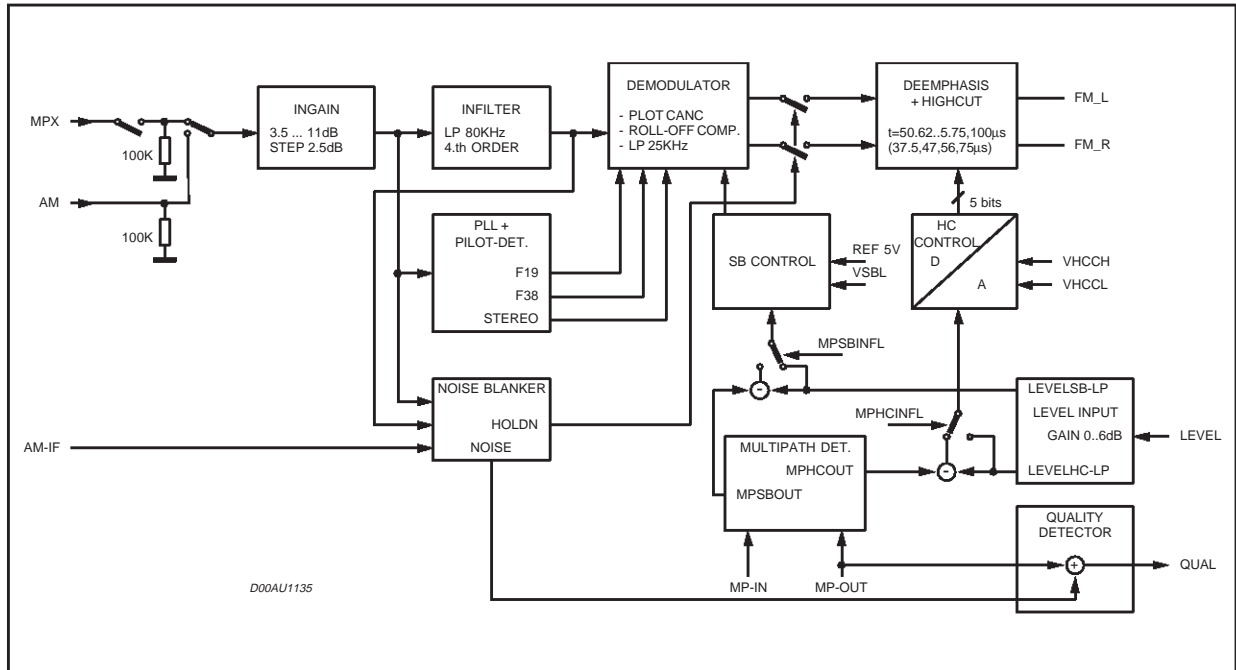 MPX
100K
AM
100K
INGAIN
3.5 ... 11dB
STEP 2.5dB
INFILTER
LP 80KHz
4.th ORDER
DEMODULATOR
- PLOT CANC
- ROLL-OFF COMP.
- LP 25KHz
DEEMPHASIS
+ HIGHCUT
t=50.62..5.75,100µs
(37.5,47,56,75µs)
FM_L
FM_R
5 bits
PLL +
PILOT-DET.
F19
F38
STEREO
SB CONTROL
REF 5V
VSBL
HC
CONTROL
D
A
VHCCH
VHCCL
MPSBINFL
NOISE BLANKER
HOLDN
NOISE
AM-IF
MPHCINFL
LEVELSB-LP
LEVEL INPUT
GAIN 0..6dB
LEVELHC-LP
LEVEL
MULTIPATH DET.
MPHCOUT
MPSBOUT
-
-
QUALITY
DETECTOR
+
QUAL
MP-IN
MP-OUT
D00AU1135